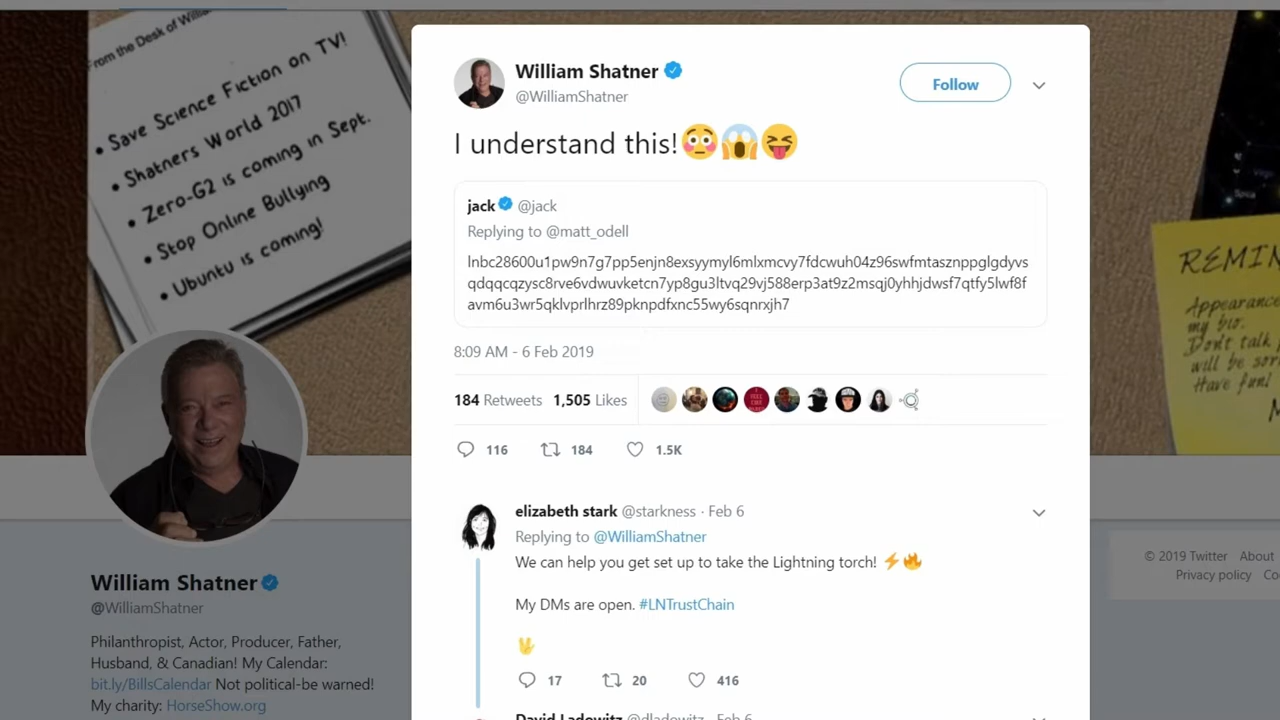 From the Desk of
• Save Science Fiction on TV!
• Shatners World 2017
• Zero-G2 is coming in Sept.
• Stop Online Bullying
• Ubuntu is coming!
William Shatner
@WilliamShatner
Follow
I understand this!😳😱😝
jack @jack
Replying to @matt_odell
lnbc28600u1pw9n7g7pp5enjn8exsyymyl6mlxmcvy7fdcwuh04z96swfmtasznppglgdyvs
qdqqcqzysc8rve6vdwuvketcn7yp8gu3ltvq29vj588erp3at9z2msqj0yhhjdwsf7qtfy5lwf8f
avm6u3wr5qklvprlhrz89pknpdfxnc55wy6sqnrxjh7
8:09 AM - 6 Feb 2019
184 Retweets 1,505 Likes
116 184 1.5K
elizabeth stark @starkness · Feb 6
Replying to @WilliamShatner
We can help you get set up to take the Lightning torch! ⚡🔥
My DMs are open. #LNTrustChain
🖖
17 20 416
David Ladowitz @dladowitz · Feb 6
William Shatner
@WilliamShatner
Philanthropist, Actor, Producer, Father,
Husband, & Canadian! My Calendar:
bit.ly/BillsCalendar Not political-be warned!
My charity: HorseShow.org
Appearance
my bio.
Don't talk
will be
Have fun!
© 2019 Twitter About
Privacy policy